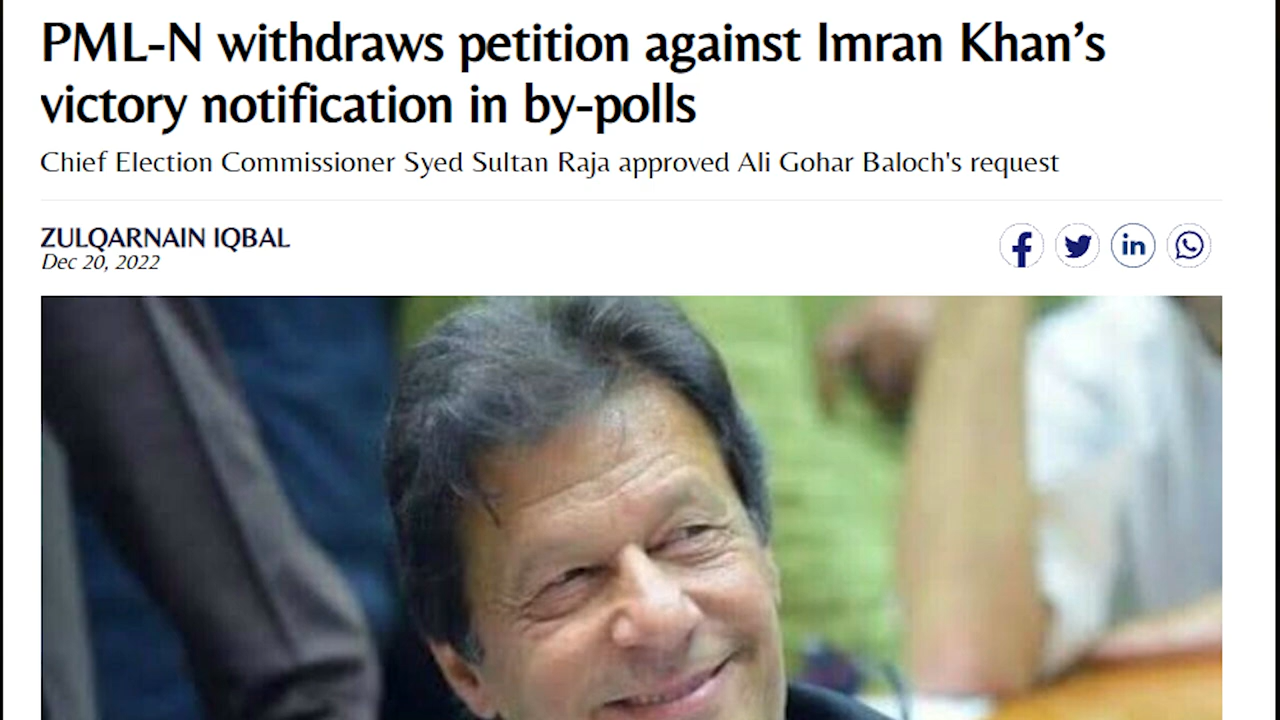 PML-N withdraws petition against Imran Khan’s
victory notification in by-polls
Chief Election Commissioner Syed Sultan Raja approved Ali Gohar Baloch's request
ZULQARNAIN IQBAL
Dec 20, 2022